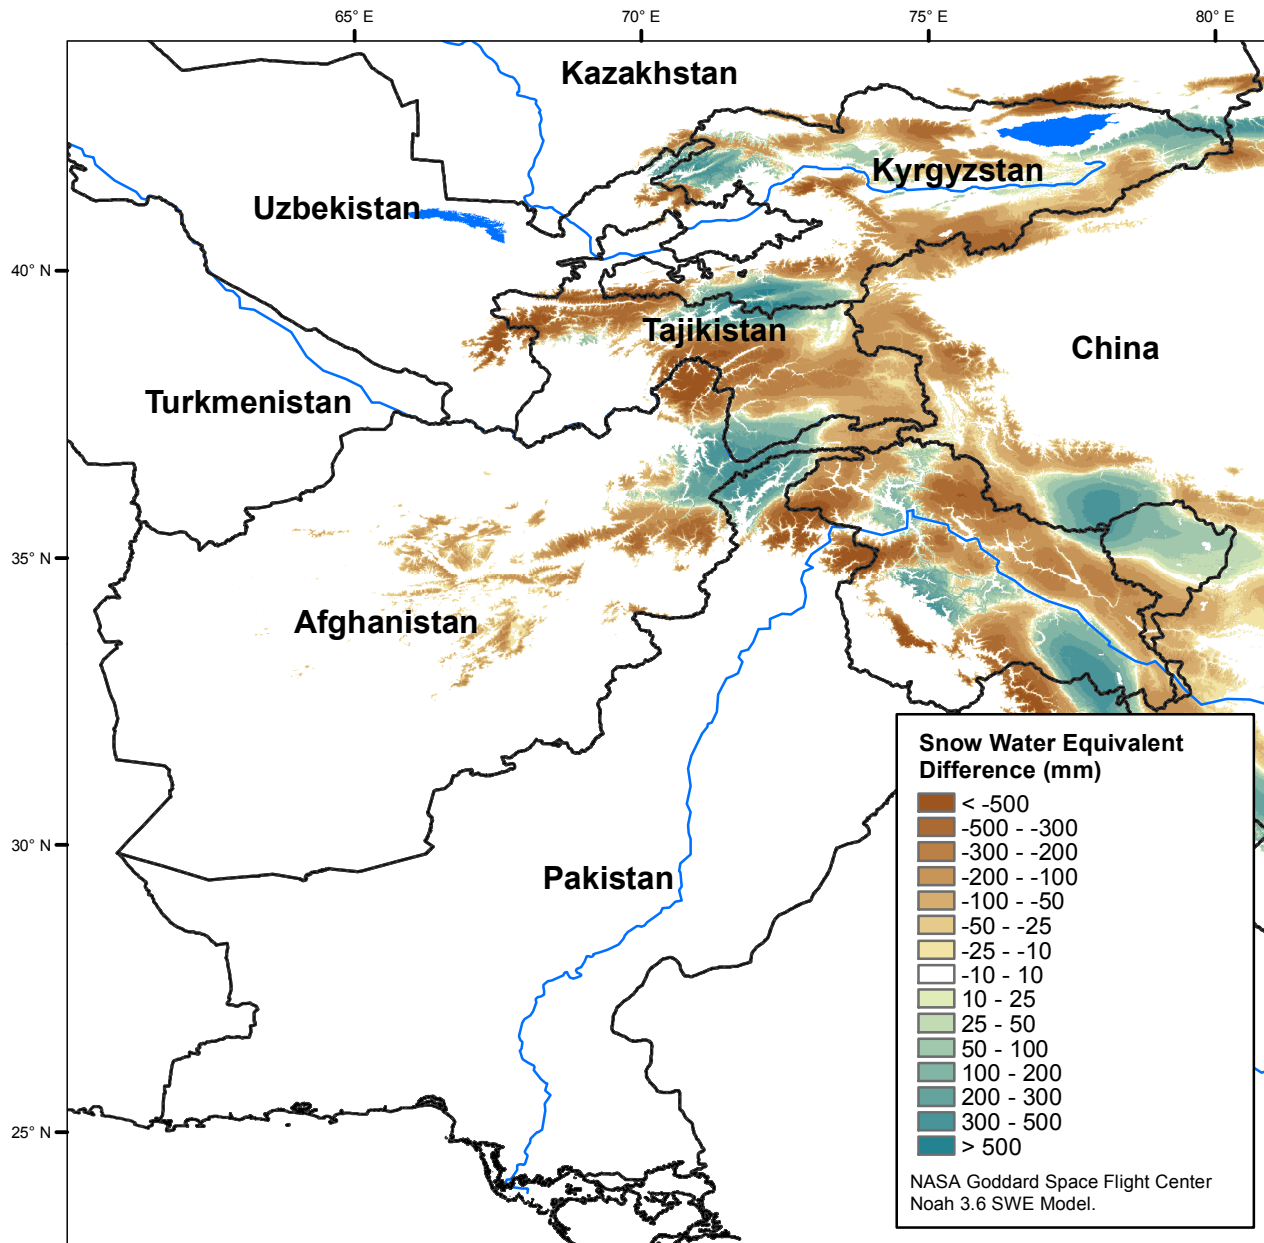 65° E
70° E
75° E
80° E
Kazakhstan
Kyrgyzstan
Uzbekistan
40° N
Tajikistan
China
Turkmenistan
35° N
Afghanistan
Snow Water Equivalent
Difference (mm)
< -500
-500 - -300
-300 - -200
-200 - -100
-100 - -50
-50 - -25
-25 - -10
-10 - 10
10 - 25
25 - 50
50 - 100
100 - 200
200 - 300
300 - 500
> 500
NASA Goddard Space Flight Center
Noah 3.6 SWE Model.
30° N
Pakistan
25° N